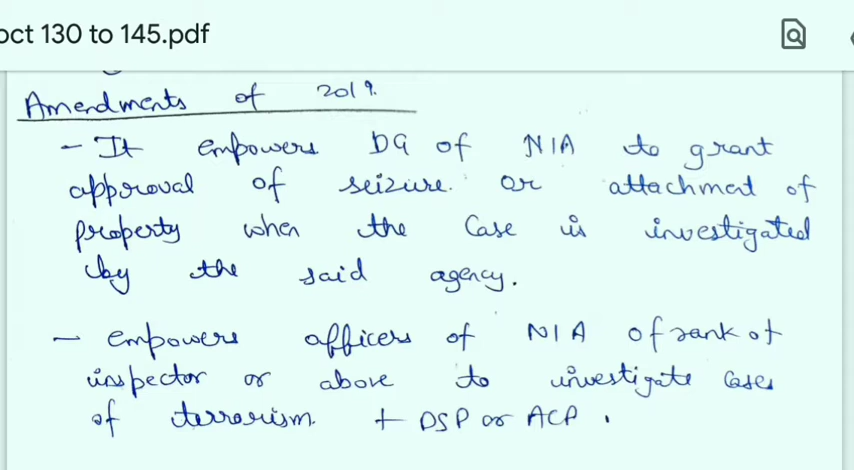 oct 130 to 145.pdf
Amendments of 2019.
- It empowers DG of NIA to grant
approval of seizure. or attachment of
property when the Case is investigated
by the said agency.
- empowers officers of NIA of rank of
inspector or above to investigate cases
of terrorism. + DSP or ACP.